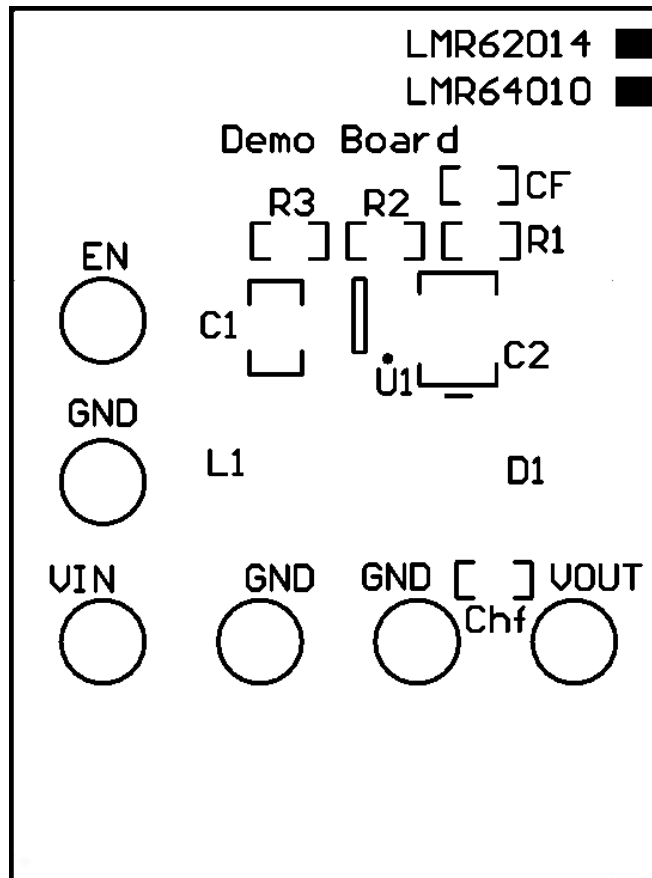 LMR62014
LMR64010
Demo Board
CF
R3 R2
R1
EN
C1
C2
U1
GND
L1
D1
VIN GND GND VOUT
Chf